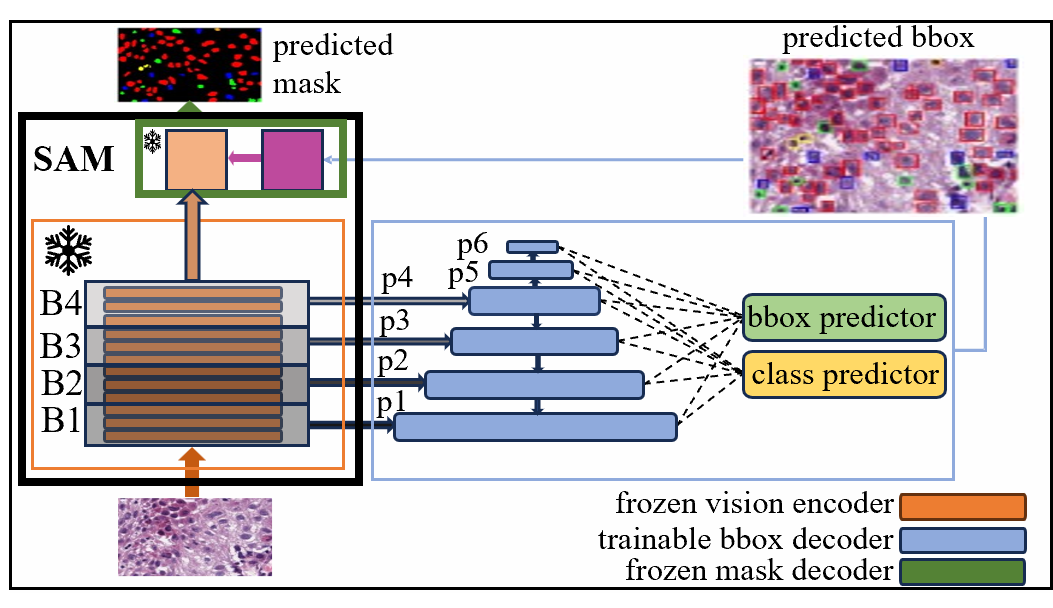 predicted
mask
predicted bbox
SAM
p6
p5
p4
p3
p2
p1
B4
B3
B2
B1
bbox predictor
class predictor
frozen vision encoder
trainable bbox decoder
frozen mask decoder